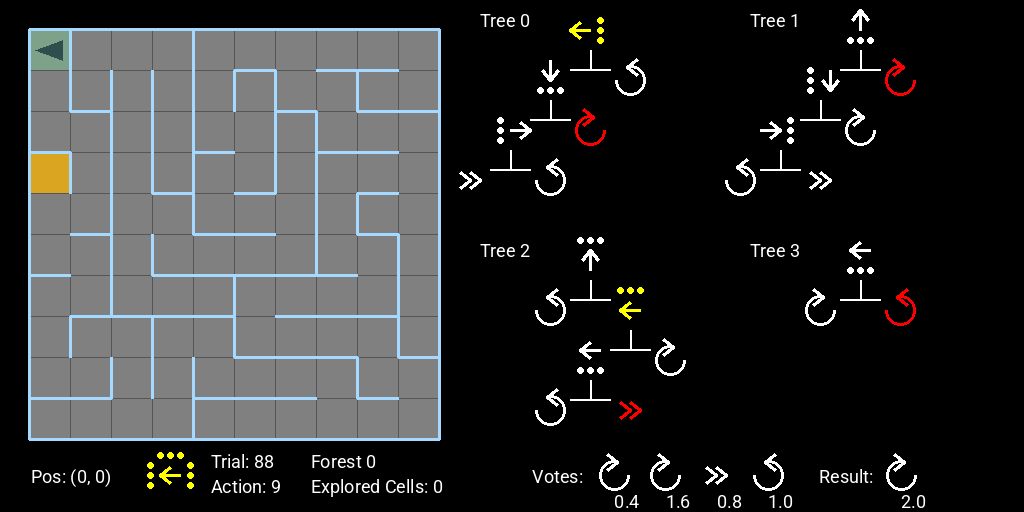 Tree 0
Tree 1
Tree 2
Tree 3
Pos: (0, 0)
Trial: 88
Forest 0
Action: 9
Explored Cells: 0
Votes:
0.4
1.6
0.8
1.0
Result:
2.0